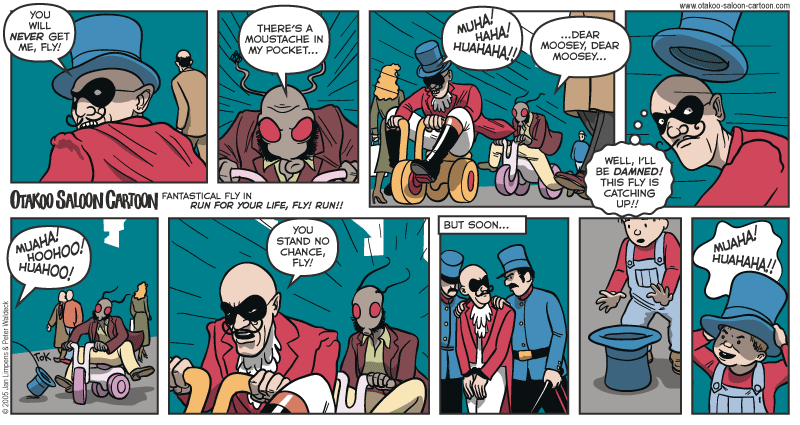 www.otakoo-saloon-cartoon.com
YOU
WILL
NEVER GET
ME, FLY!
THERE'S A
MOUSTACHE IN
MY POCKET...
MUHA!
HAHA!
HUAHAHA!!
...DEAR
MOOSEY, DEAR
MOOSEY...
WELL, I'LL
BE DAMNED!
THIS FLY IS
CATCHING
UP!!
OTAKOO SALOON CARTOON
FANTASTICAL FLY IN
RUN FOR YOUR LIFE, FLY! RUN!!
MUAHA!
HOOHOO!
HUAHOO!
TOK
© 2005 Jan Limpens & Peter Waldeck
YOU
STAND NO
CHANCE,
FLY!
BUT SOON...
MUAHA!
HUAHAHA!!